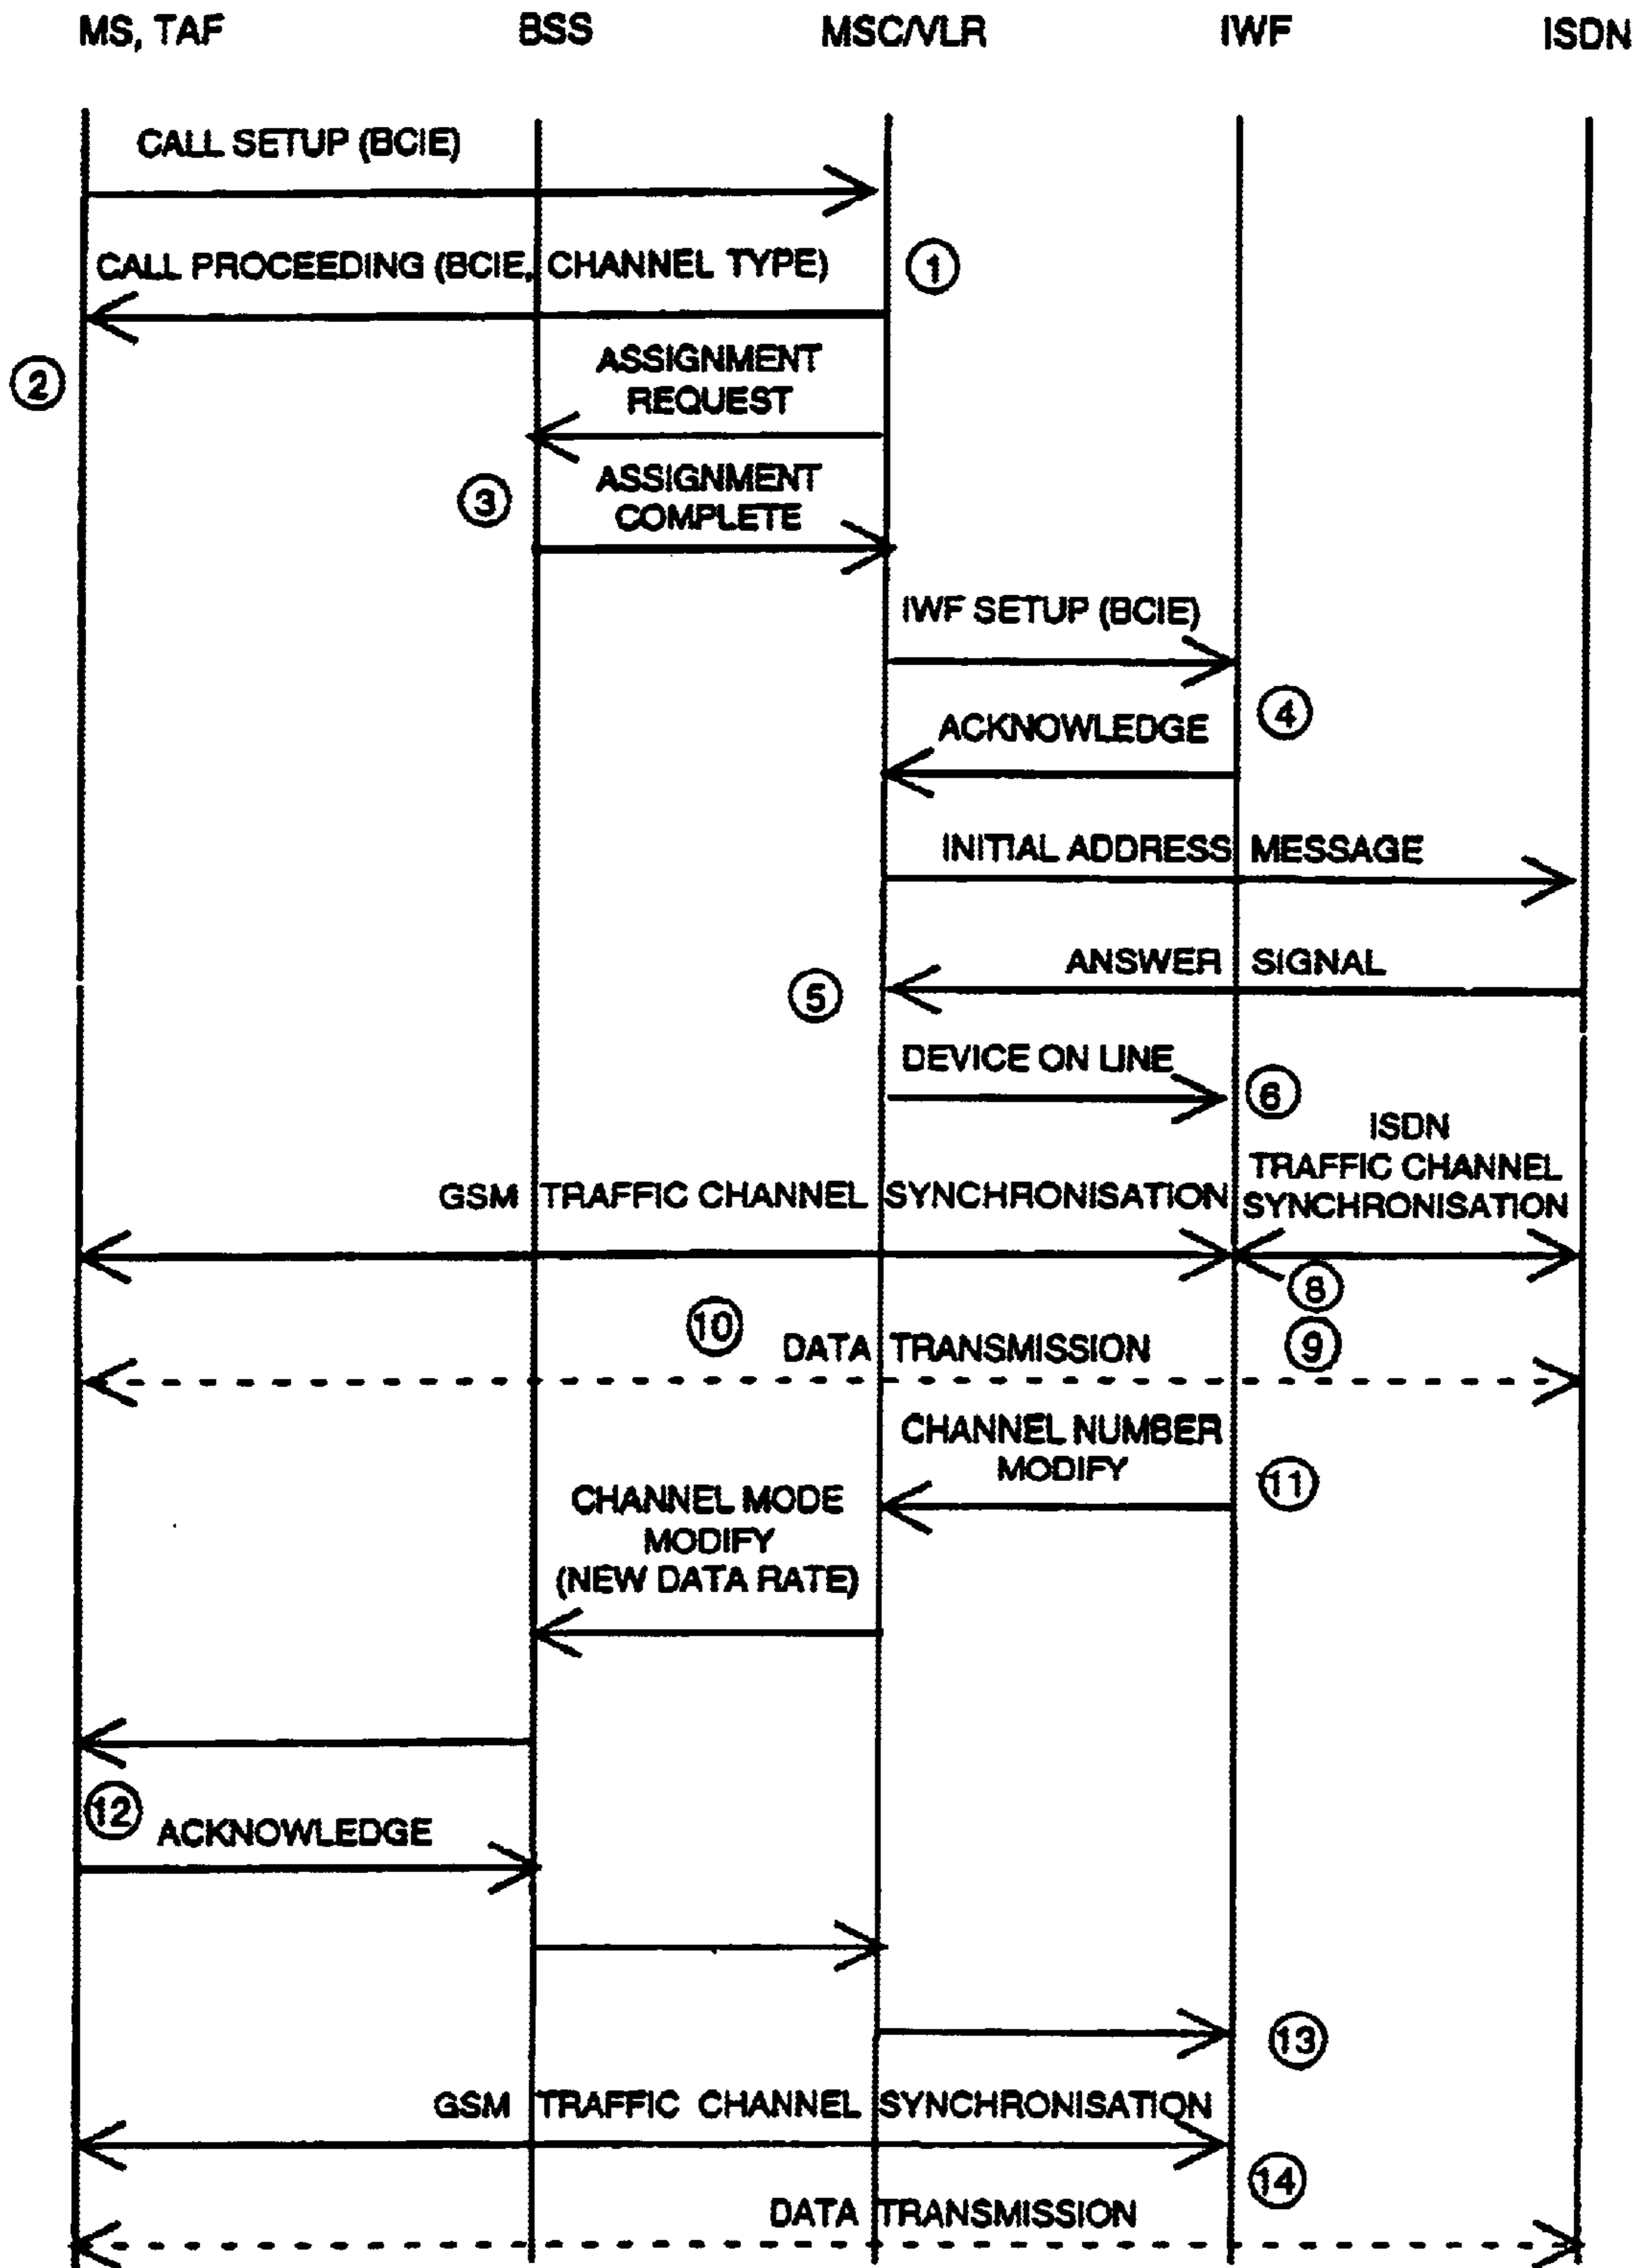 MS, TAF BSS MSC/VLR IWF ISDN
CALL SETUP (BCIE)
CALL PROCEEDING (BCIE, CHANNEL TYPE)
1
2
ASSIGNMENT
REQUEST
3
ASSIGNMENT
COMPLETE
IWF SETUP (BCIE)
4
ACKNOWLEDGE
INITIAL ADDRESS MESSAGE
ANSWER SIGNAL
5
DEVICE ON LINE
6
ISDN
TRAFFIC CHANNEL
SYNCHRONISATION
GSM TRAFFIC CHANNEL SYNCHRONISATION
8
10
DATA TRANSMISSION
9
CHANNEL NUMBER
MODIFY
11
CHANNEL MODE
MODIFY
(NEW DATA RATE)
12
ACKNOWLEDGE
13
GSM TRAFFIC CHANNEL SYNCHRONISATION
14
DATA TRANSMISSION